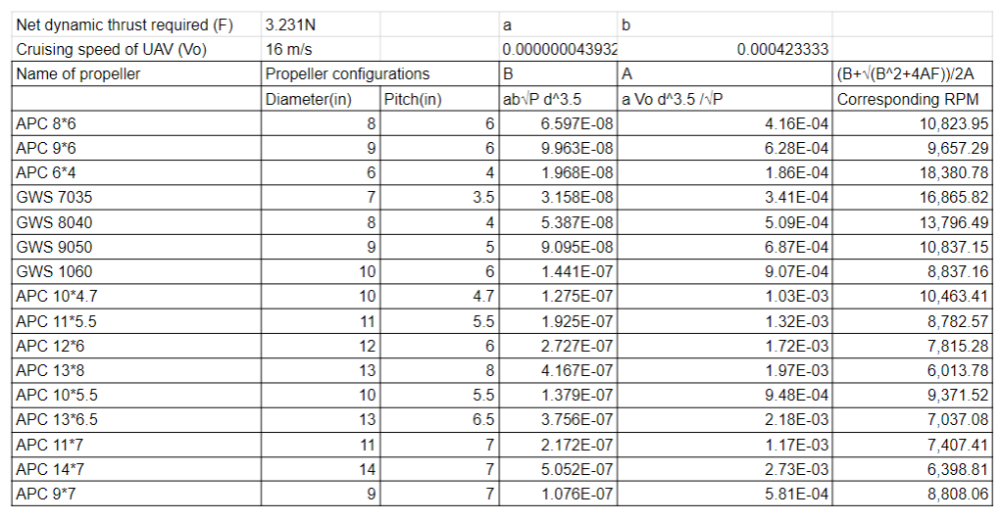 Net dynamic thrust required (F) 3.231N a b
Cruising speed of UAV (Vo) 16 m/s 0.000000043932 0.000423333
Name of propeller Propeller configurations B A (B+√(B^2+4AF))/2A
Diameter(in) Pitch(in) ab√P d^3.5 a Vo d^3.5 /√P Corresponding RPM
APC 8*6 8 6 6.597E-08 4.16E-04 10,823.95
APC 9*6 9 6 9.963E-08 6.28E-04 9,657.29
APC 6*4 6 4 1.968E-08 1.86E-04 18,380.78
GWS 7035 7 3.5 3.158E-08 3.41E-04 16,865.82
GWS 8040 8 4 5.387E-08 5.09E-04 13,796.49
GWS 9050 9 5 9.095E-08 6.87E-04 10,837.15
GWS 1060 10 6 1.441E-07 9.07E-04 8,837.16
APC 10*4.7 10 4.7 1.275E-07 1.03E-03 10,463.41
APC 11*5.5 11 5.5 1.925E-07 1.32E-03 8,782.57
APC 12*6 12 6 2.727E-07 1.72E-03 7,815.28
APC 13*8 13 8 4.167E-07 1.97E-03 6,013.78
APC 10*5.5 10 5.5 1.379E-07 9.48E-04 9,371.52
APC 13*6.5 13 6.5 3.756E-07 2.18E-03 7,037.08
APC 11*7 11 7 2.172E-07 1.17E-03 7,407.41
APC 14*7 14 7 5.052E-07 2.73E-03 6,398.81
APC 9*7 9 7 1.076E-07 5.81E-04 8,808.06